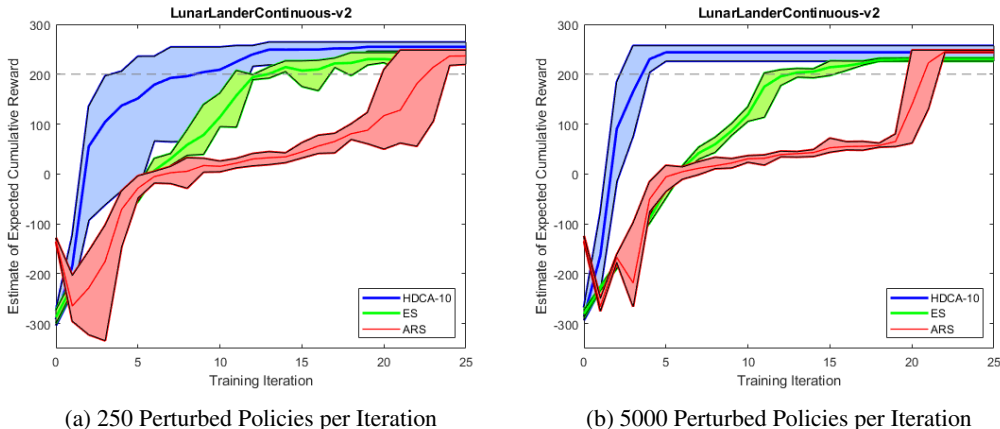 LunarLanderContinuous-v2
Estimate of Expected Cumulative Reward
300
200
100
0
-100
-200
-300
HDCA-10
ES
ARS
0 5 10 15 20 25
Training Iteration
(a) 250 Perturbed Policies per Iteration
LunarLanderContinuous-v2
Estimate of Expected Cumulative Reward
300
200
100
0
-100
-200
-300
HDCA-10
ES
ARS
0 5 10 15 20 25
Training Iteration
(b) 5000 Perturbed Policies per Iteration